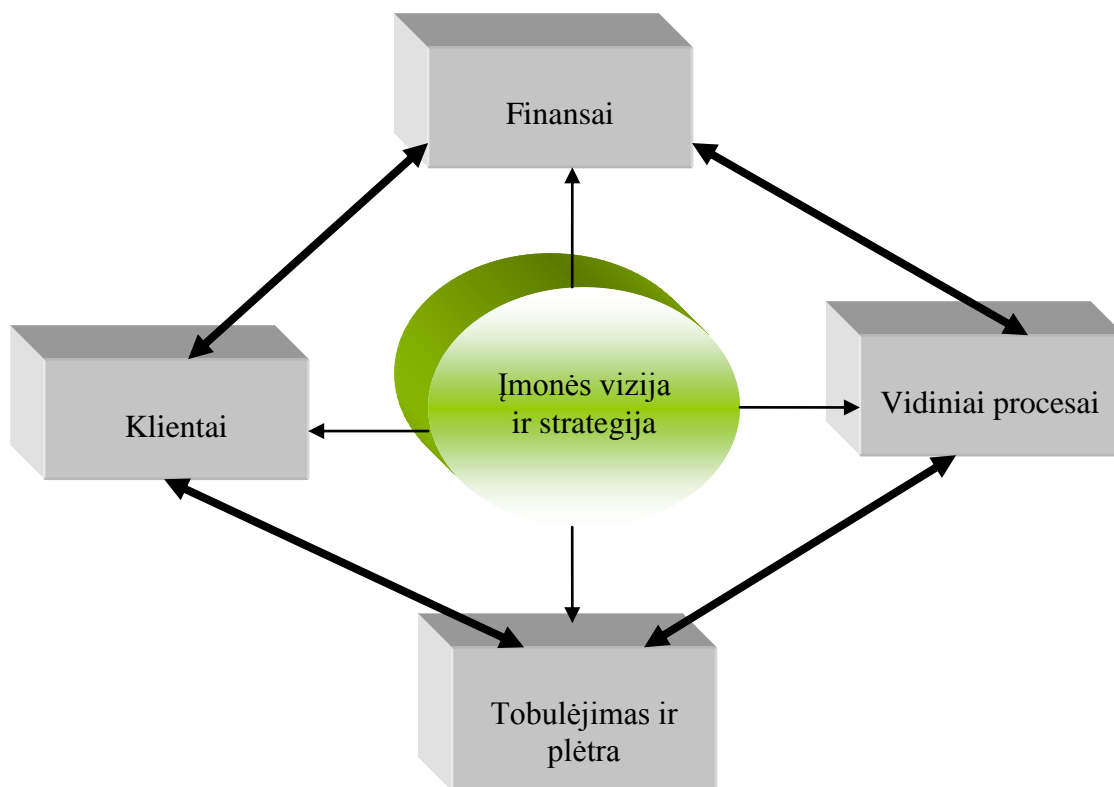 Finansai
Įmonės vizija
ir strategija
Klientai
Vidiniai procesai
Tobulėjimas ir
plėtra